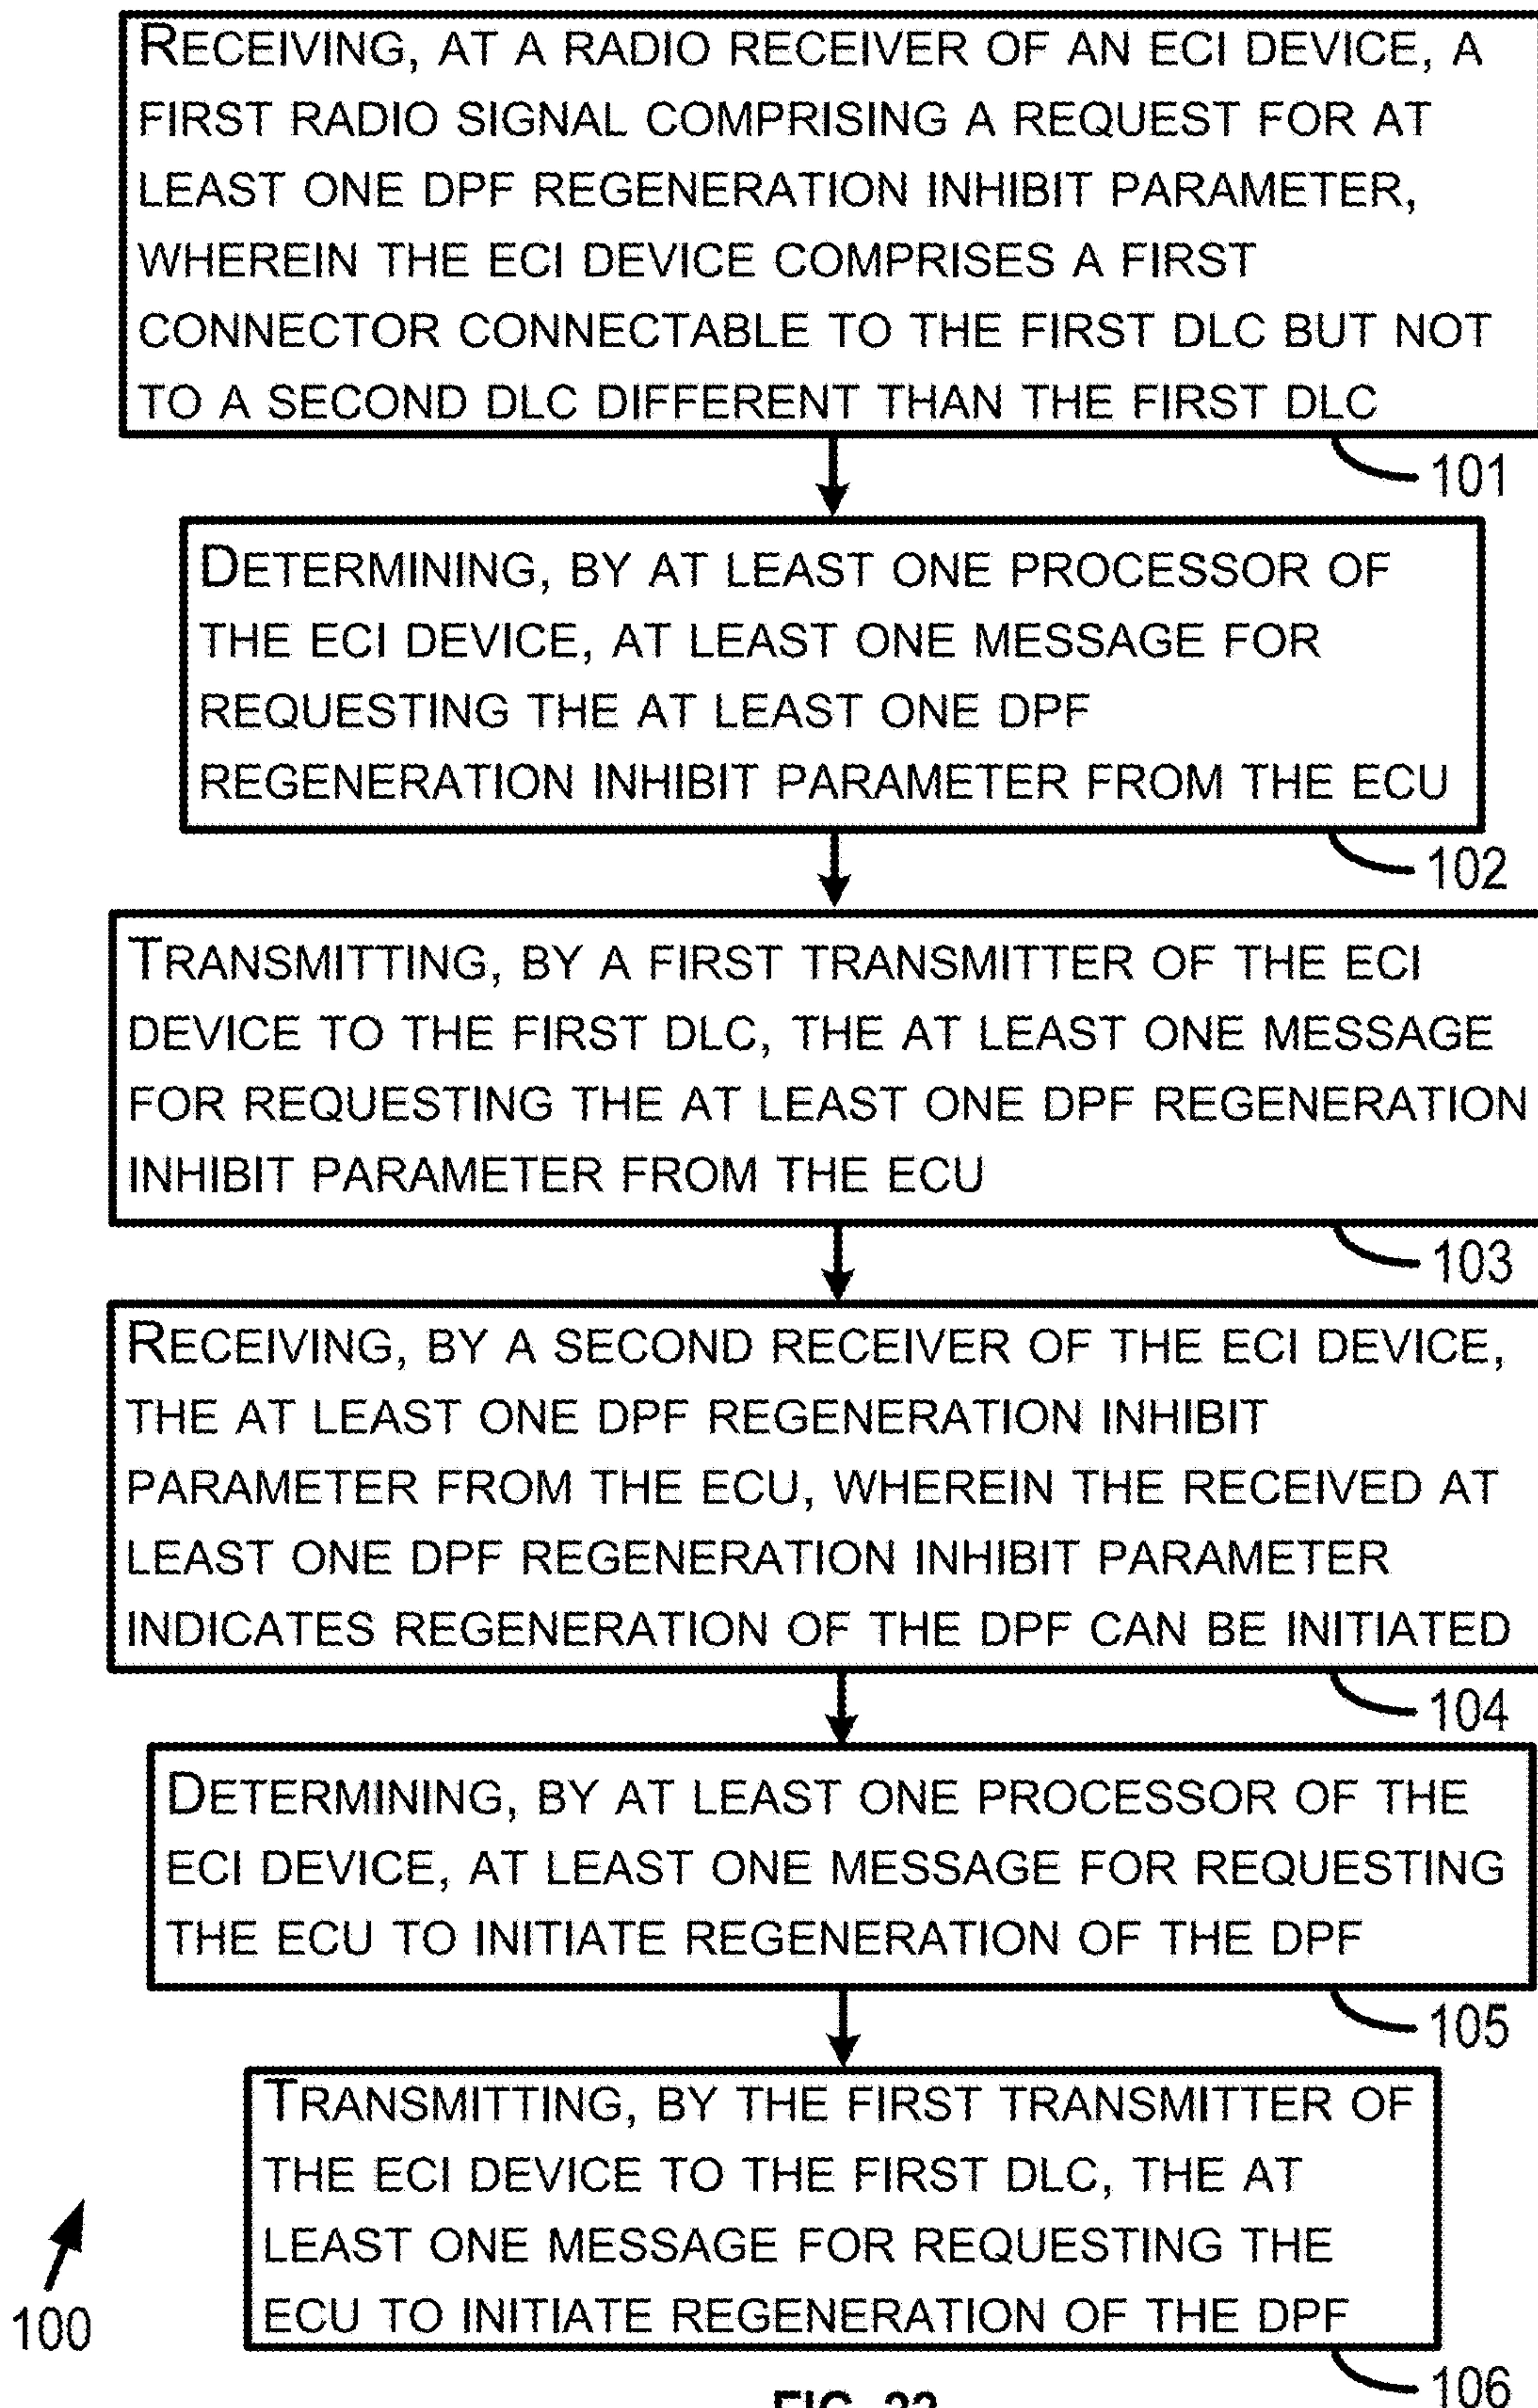 RECEIVING, AT A RADIO RECEIVER OF AN ECI DEVICE, A
FIRST RADIO SIGNAL COMPRISING A REQUEST FOR AT
LEAST ONE DPF REGENERATION INHIBIT PARAMETER,
WHEREIN THE ECI DEVICE COMPRISES A FIRST
CONNECTOR CONNECTABLE TO THE FIRST DLC BUT NOT
TO A SECOND DLC DIFFERENT THAN THE FIRST DLC
101
DETERMINING, BY AT LEAST ONE PROCESSOR OF
THE ECI DEVICE, AT LEAST ONE MESSAGE FOR
REQUESTING THE AT LEAST ONE DPF
REGENERATION INHIBIT PARAMETER FROM THE ECU
102
TRANSMITTING, BY A FIRST TRANSMITTER OF THE ECI
DEVICE TO THE FIRST DLC, THE AT LEAST ONE MESSAGE
FOR REQUESTING THE AT LEAST ONE DPF REGENERATION
INHIBIT PARAMETER FROM THE ECU
103
RECEIVING, BY A SECOND RECEIVER OF THE ECI DEVICE,
THE AT LEAST ONE DPF REGENERATION INHIBIT
PARAMETER FROM THE ECU, WHEREIN THE RECEIVED AT
LEAST ONE DPF REGENERATION INHIBIT PARAMETER
INDICATES REGENERATION OF THE DPF CAN BE INITIATED
104
DETERMINING, BY AT LEAST ONE PROCESSOR OF THE
ECI DEVICE, AT LEAST ONE MESSAGE FOR REQUESTING
THE ECU TO INITIATE REGENERATION OF THE DPF
105
TRANSMITTING, BY THE FIRST TRANSMITTER OF
THE ECI DEVICE TO THE FIRST DLC, THE AT
LEAST ONE MESSAGE FOR REQUESTING THE
ECU TO INITIATE REGENERATION OF THE DPF
100
106